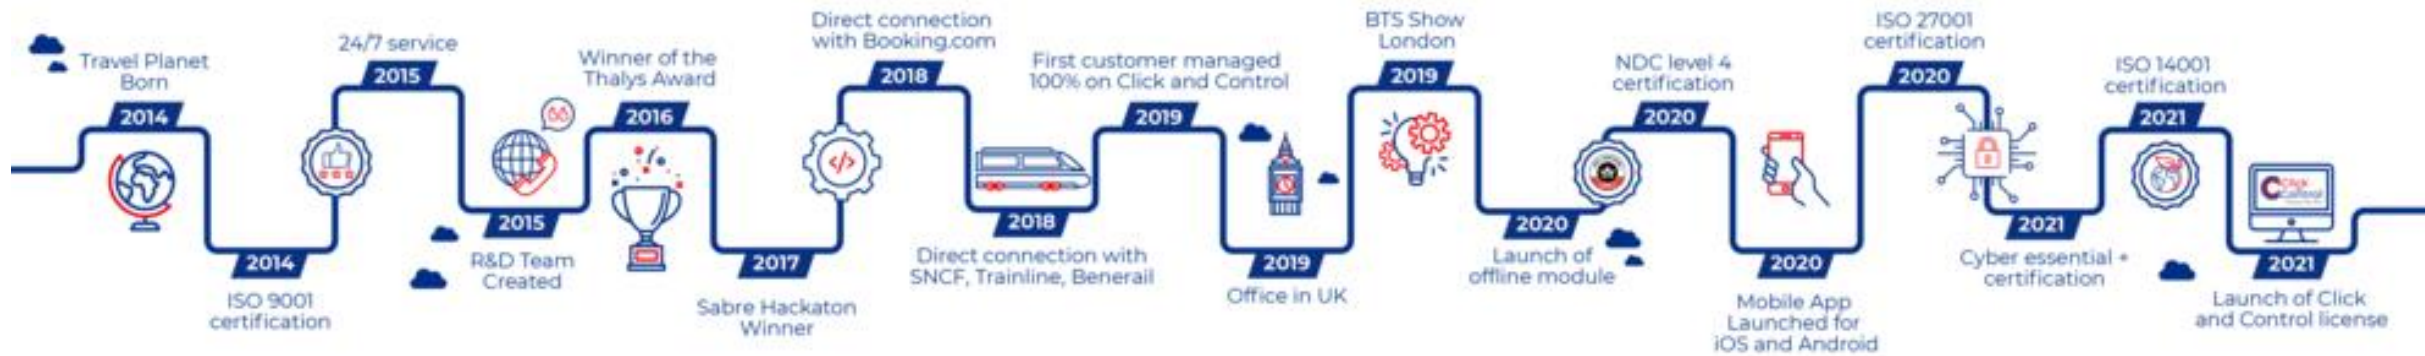 Travel Planet
Born
2014
2014
ISO 9001
certification
24/7 service
2015
2015
R&D Team
Created
Winner of the
Thalys Award
2016
2017
Sabre Hackaton
Winner
Direct connection
with Booking.com
2018
</>
2018
Direct connection with
SNCF, Trainline, Benerail
First customer managed
100% on Click and Control
2019
2019
Office in UK
BTS Show
London
2019
2020
Launch of
offline module
NDC level 4
certification
2020
2020
Mobile App
Launched for
iOS and Android
ISO 27001
certification
2020
2021
Cyber essential +
certification
ISO 14001
certification
2021
Click
Control
2021
Launch of Click
and Control license